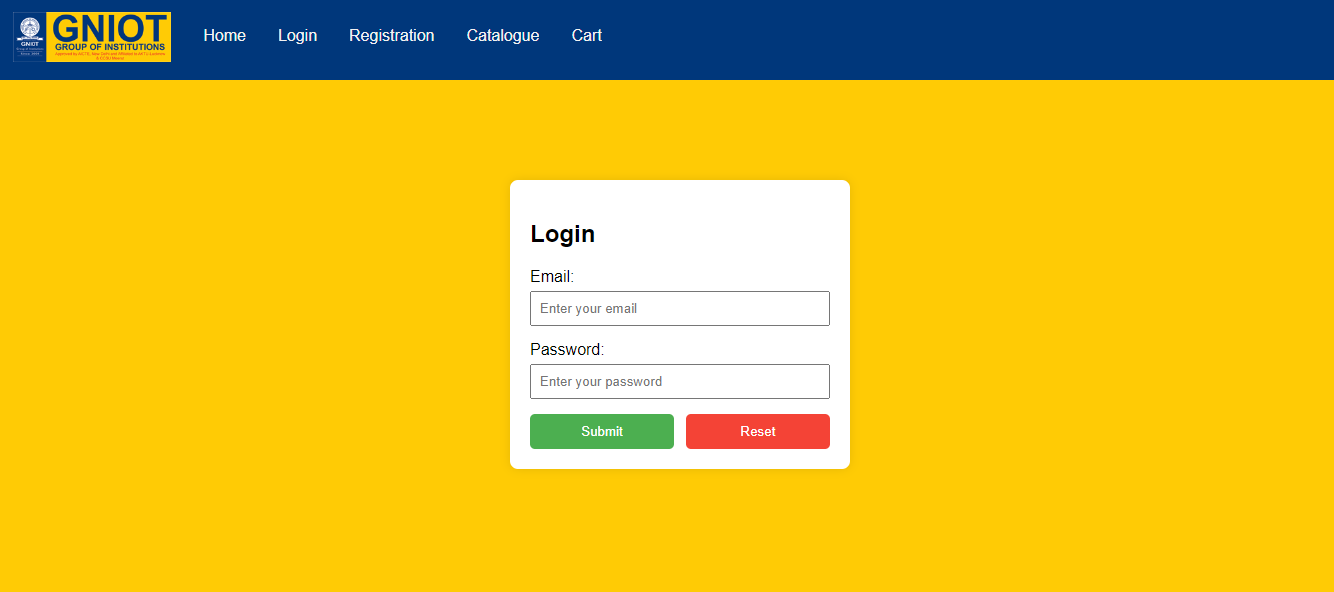 GNIOT
GROUP OF INSTITUTIONS
GNIOT
Home
Login
Registration
Catalogue
Cart
Login
Email:
Enter your email
Password:
Enter your password
Submit
Reset